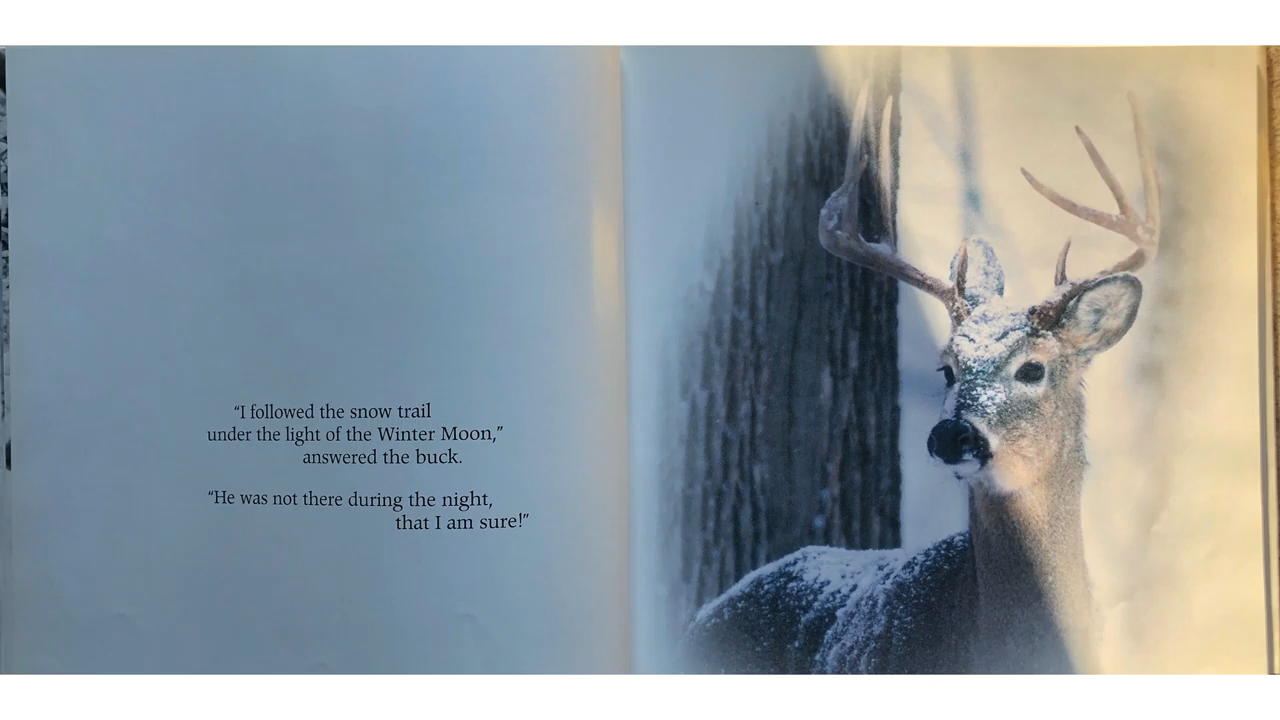 “I followed the snow trail
under the light of the Winter Moon,”
answered the buck.
“He was not there during the night,
that I am sure!”